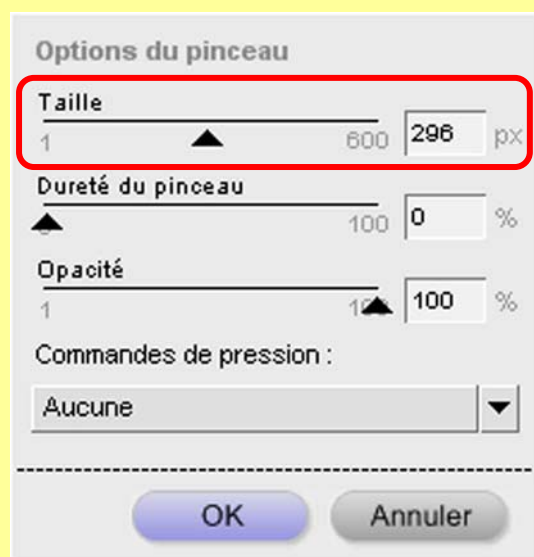 Options du pinceau
Taille
1 600 296 px
Dureté du pinceau
100 0 %
Opacité
1 100 %
Commandes de pression :
Aucune
OK Annuler